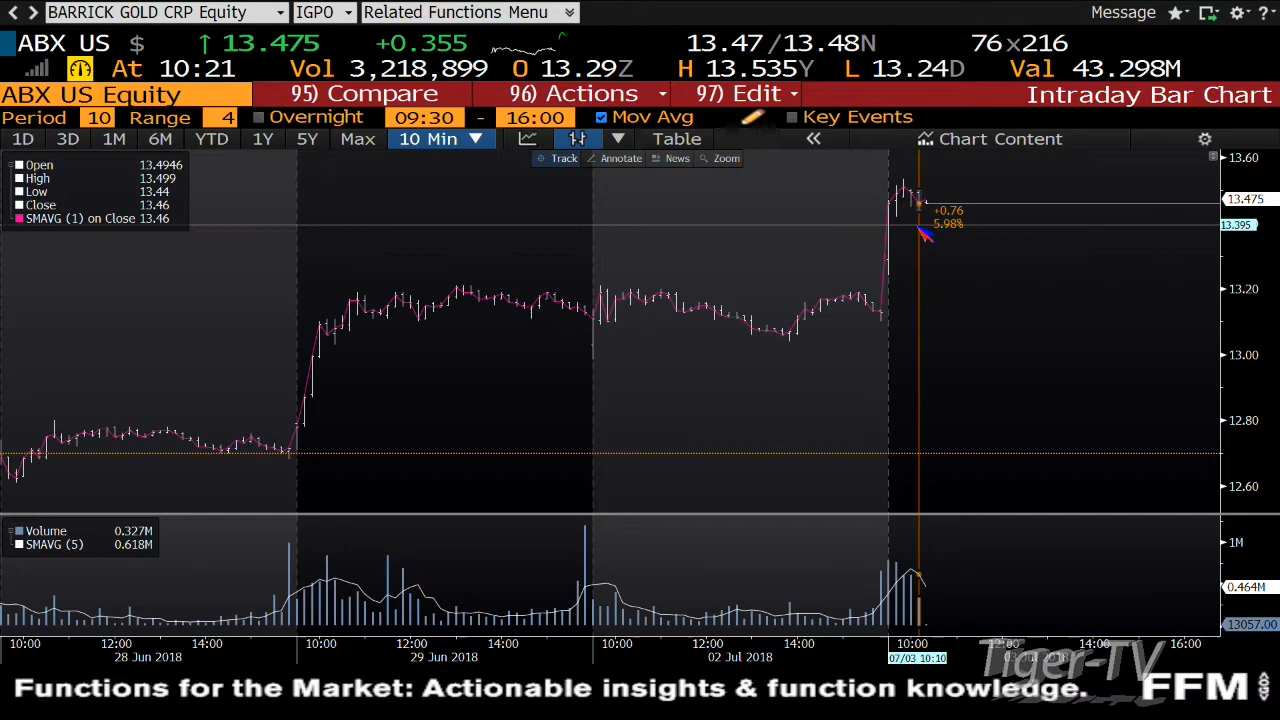 BARRICK GOLD CRP Equity IGPO Related Functions Menu Message ?
ABX US $ ↑ 13.475 +0.355 13.47/13.48N 76x216
At 10:21 Vol 3,218,899 O 13.29Z H 13.535Y L 13.24D Val 43.298M
ABX US Equity 95) Compare 96) Actions 97) Edit Intraday Bar Chart
Period 10 Range 4 Overnight 09:30 - 16:00 Mov Avg Key Events
1D 3D 1M 6M YTD 1Y 5Y Max 10 Min Table Chart Content
Track Annotate News Zoom
Open 13.4946
High 13.499
Low 13.44
Close 13.46
SMAVG (1) on Close 13.46
+0.76
5.98%
13.60
13.475
13.395
13.20
13.00
12.80
12.60
Volume 0.327M
SMAVG (5) 0.618M
1M
0.464M
13057.00
10:00 12:00 14:00 10:00 12:00 14:00 10:00 12:00 14:00 10:00 12:00 14:00 16:00
28 Jun 2018 29 Jun 2018 02 Jul 2018 07/03 10:10 03 Jul 2018
Tiger-TV
Functions for the Market: Actionable insights & function knowledge. FFM